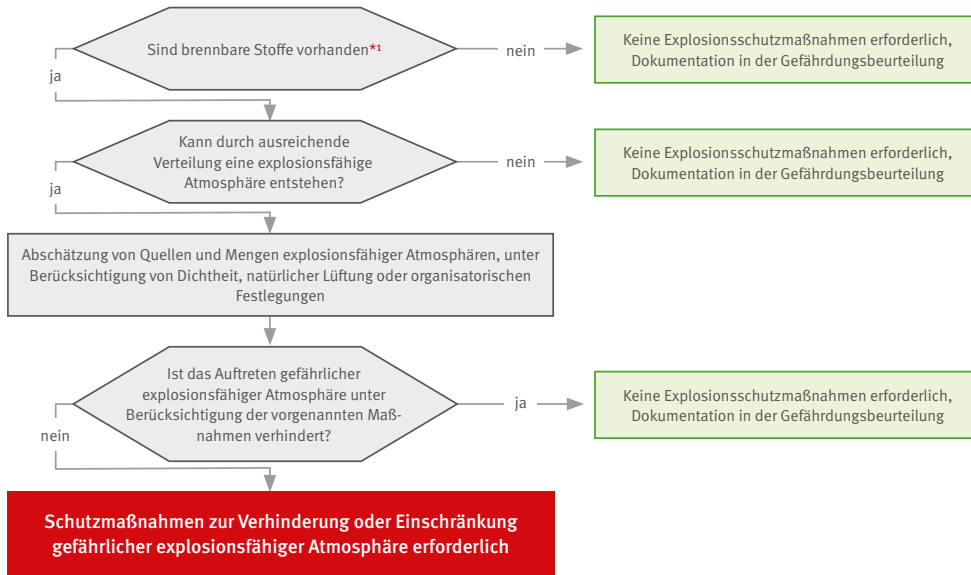 Sind brennbare Stoffe vorhanden*1
nein
Keine Explosionsschutzmaßnahmen erforderlich,
Dokumentation in der Gefährdungsbeurteilung
ja
Kann durch ausreichende
Verteilung eine explosionsfähige
Atmosphäre entstehen?
nein
Keine Explosionsschutzmaßnahmen erforderlich,
Dokumentation in der Gefährdungsbeurteilung
ja
Abschätzung von Quellen und Mengen explosionsfähiger Atmosphären, unter
Berücksichtigung von Dichtheit, natürlicher Lüftung oder organisatorischen
Festlegungen
Ist das Auftreten gefährlicher
explosionsfähiger Atmosphäre unter
Berücksichtigung der vorgenannten Maß-
nahmen verhindert?
ja
Keine Explosionsschutzmaßnahmen erforderlich,
Dokumentation in der Gefährdungsbeurteilung
nein
Schutzmaßnahmen zur Verhinderung oder Einschränkung
gefährlicher explosionsfähiger Atmosphäre erforderlich